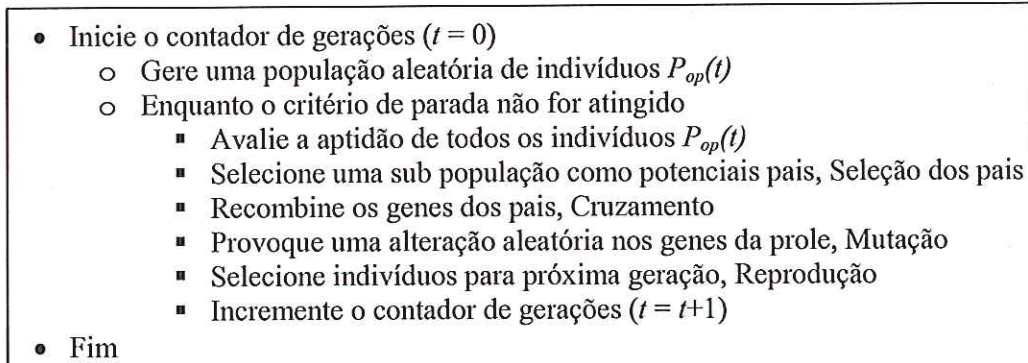 • Inicie o contador de gerações (t = 0)
o Gere uma população aleatória de indivíduos Pop(t)
o Enquanto o critério de parada não for atingido
▪ Avalie a aptidão de todos os indivíduos Pop(t)
▪ Selecione uma sub população como potenciais pais, Seleção dos pais
▪ Recombine os genes dos pais, Cruzamento
▪ Provoque uma alteração aleatória nos genes da prole, Mutação
▪ Selecione indivíduos para próxima geração, Reprodução
▪ Incremente o contador de gerações (t = t+1)
• Fim